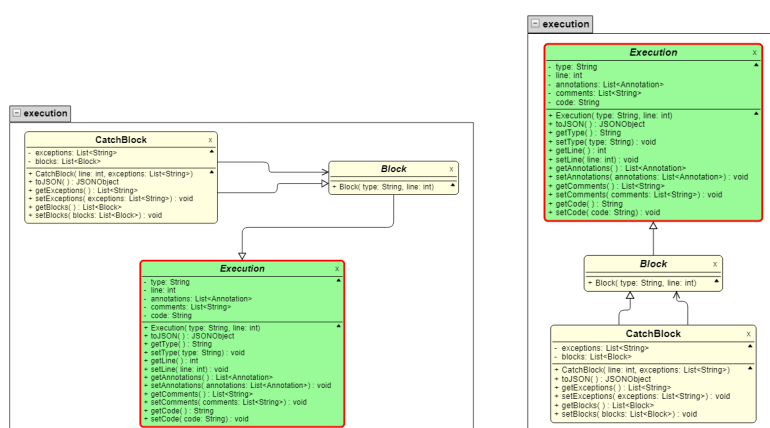 execution
CatchBlock x
- exceptions: List<String>
- blocks: List<Block>
+ CatchBlock( line: int, exceptions: List<String>)
+ toJSON( ) : JSONObject
+ getExceptions( ) : List<String>
+ setExceptions( exceptions: List<String>) : void
+ getBlocks( ) : List<Block>
+ setBlocks( blocks: List<Block>) : void
Block x
+ Block( type: String, line: int)
Execution x
- type: String
- line: int
- annotations: List<Annotation>
- comments: List<String>
- code: String
+ Execution( type: String, line: int)
+ toJSON( ) : JSONObject
+ getType( ) : String
+ setType( type: String) : void
+ getLine( ) : int
+ setLine( line: int) : void
+ getAnnotations( ) : List<Annotation>
+ setAnnotations( annotations: List<Annotation>) : void
+ getComments( ) : List<String>
+ setComments( comments: List<String>) : void
+ getCode( ) : String
+ setCode( code: String) : void
execution
Execution x
- type: String
- line: int
- annotations: List<Annotation>
- comments: List<String>
- code: String
+ Execution( type: String, line: int)
+ toJSON( ) : JSONObject
+ getType( ) : String
+ setType( type: String) : void
+ getLine( ) : int
+ setLine( line: int) : void
+ getAnnotations( ) : List<Annotation>
+ setAnnotations( annotations: List<Annotation>) : void
+ getComments( ) : List<String>
+ setComments( comments: List<String>) : void
+ getCode( ) : String
+ setCode( code: String) : void
Block x
+ Block( type: String, line: int)
CatchBlock x
- exceptions: List<String>
- blocks: List<Block>
+ CatchBlock( line: int, exceptions: List<String>)
+ toJSON( ) : JSONObject
+ getExceptions( ) : List<String>
+ setExceptions( exceptions: List<String>) : void
+ getBlocks( ) : List<Block>
+ setBlocks( blocks: List<Block>) : void